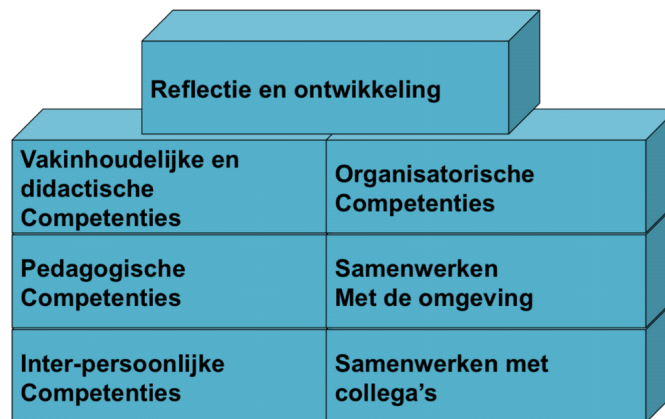 Reflectie en ontwikkeling
Vakinhoudelijke en
didactische
Competenties
Organisatorische
Competenties
Pedagogische
Competenties
Samenwerken
Met de omgeving
Inter-persoonlijke
Competenties
Samenwerken met
collega's